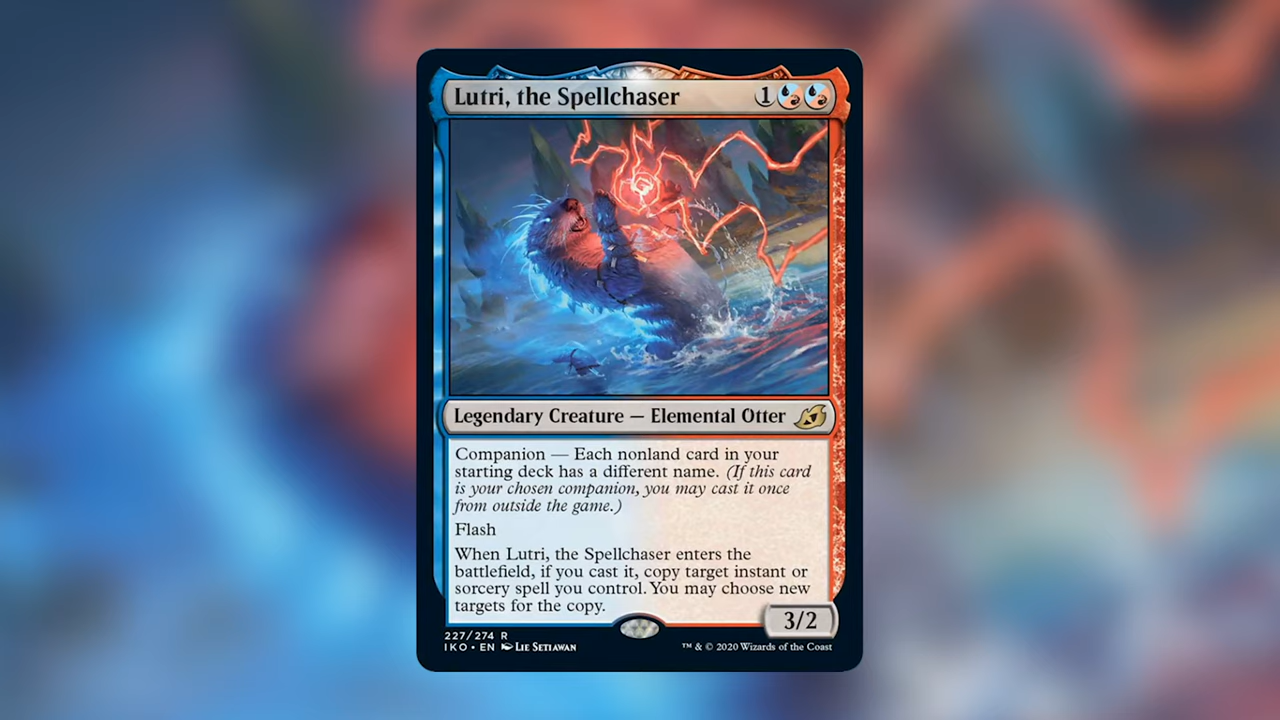 Lutri, the Spellchaser 1
Legendary Creature — Elemental Otter
Companion — Each nonland card in your
starting deck has a different name. (If this card
is your chosen companion, you may cast it once
from outside the game.)
Flash
When Lutri, the Spellchaser enters the
battlefield, if you cast it, copy target instant or
sorcery spell you control. You may choose new
targets for the copy.
3/2
227/274 R
IKO • EN Lie Setiawan
™ & © 2020 Wizards of the Coast